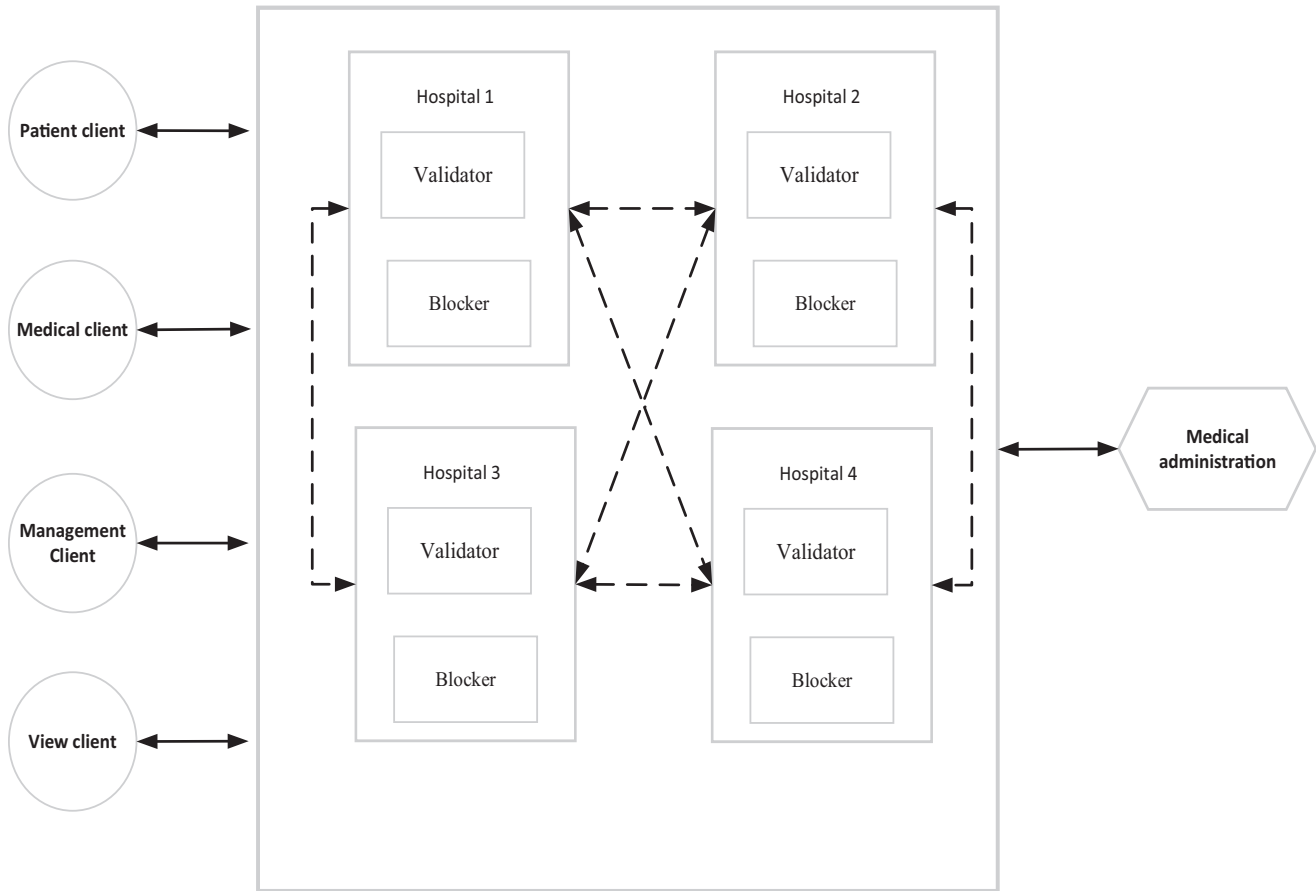 Patient client
Medical client
Management
Client
View client
Hospital 1
Validator
Blocker
Hospital 2
Validator
Blocker
Hospital 3
Validator
Blocker
Hospital 4
Validator
Blocker
Medical
administration